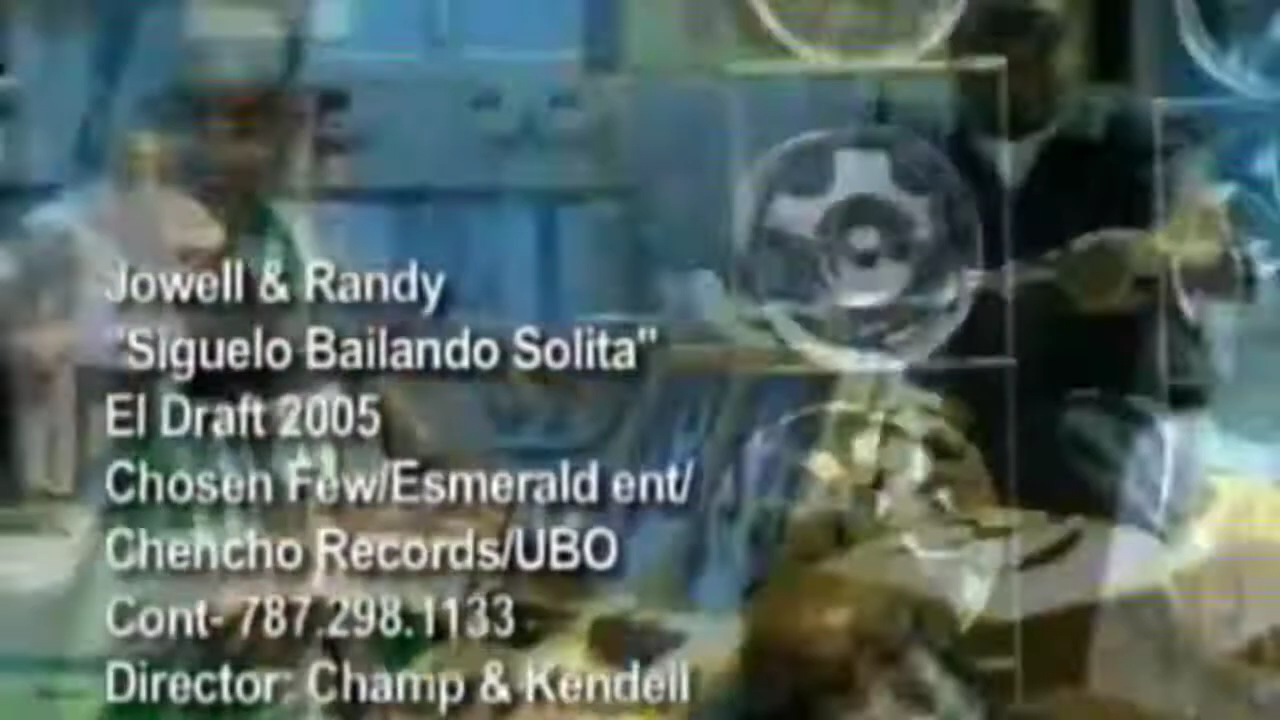 Jowell & Randy
"Siguelo Bailando Solita"
El Draft 2005
Chosen Few/Esmerald ent/
Chencho Records/UBO
Cont- 787.298.1133
Director: Champ & Kendell